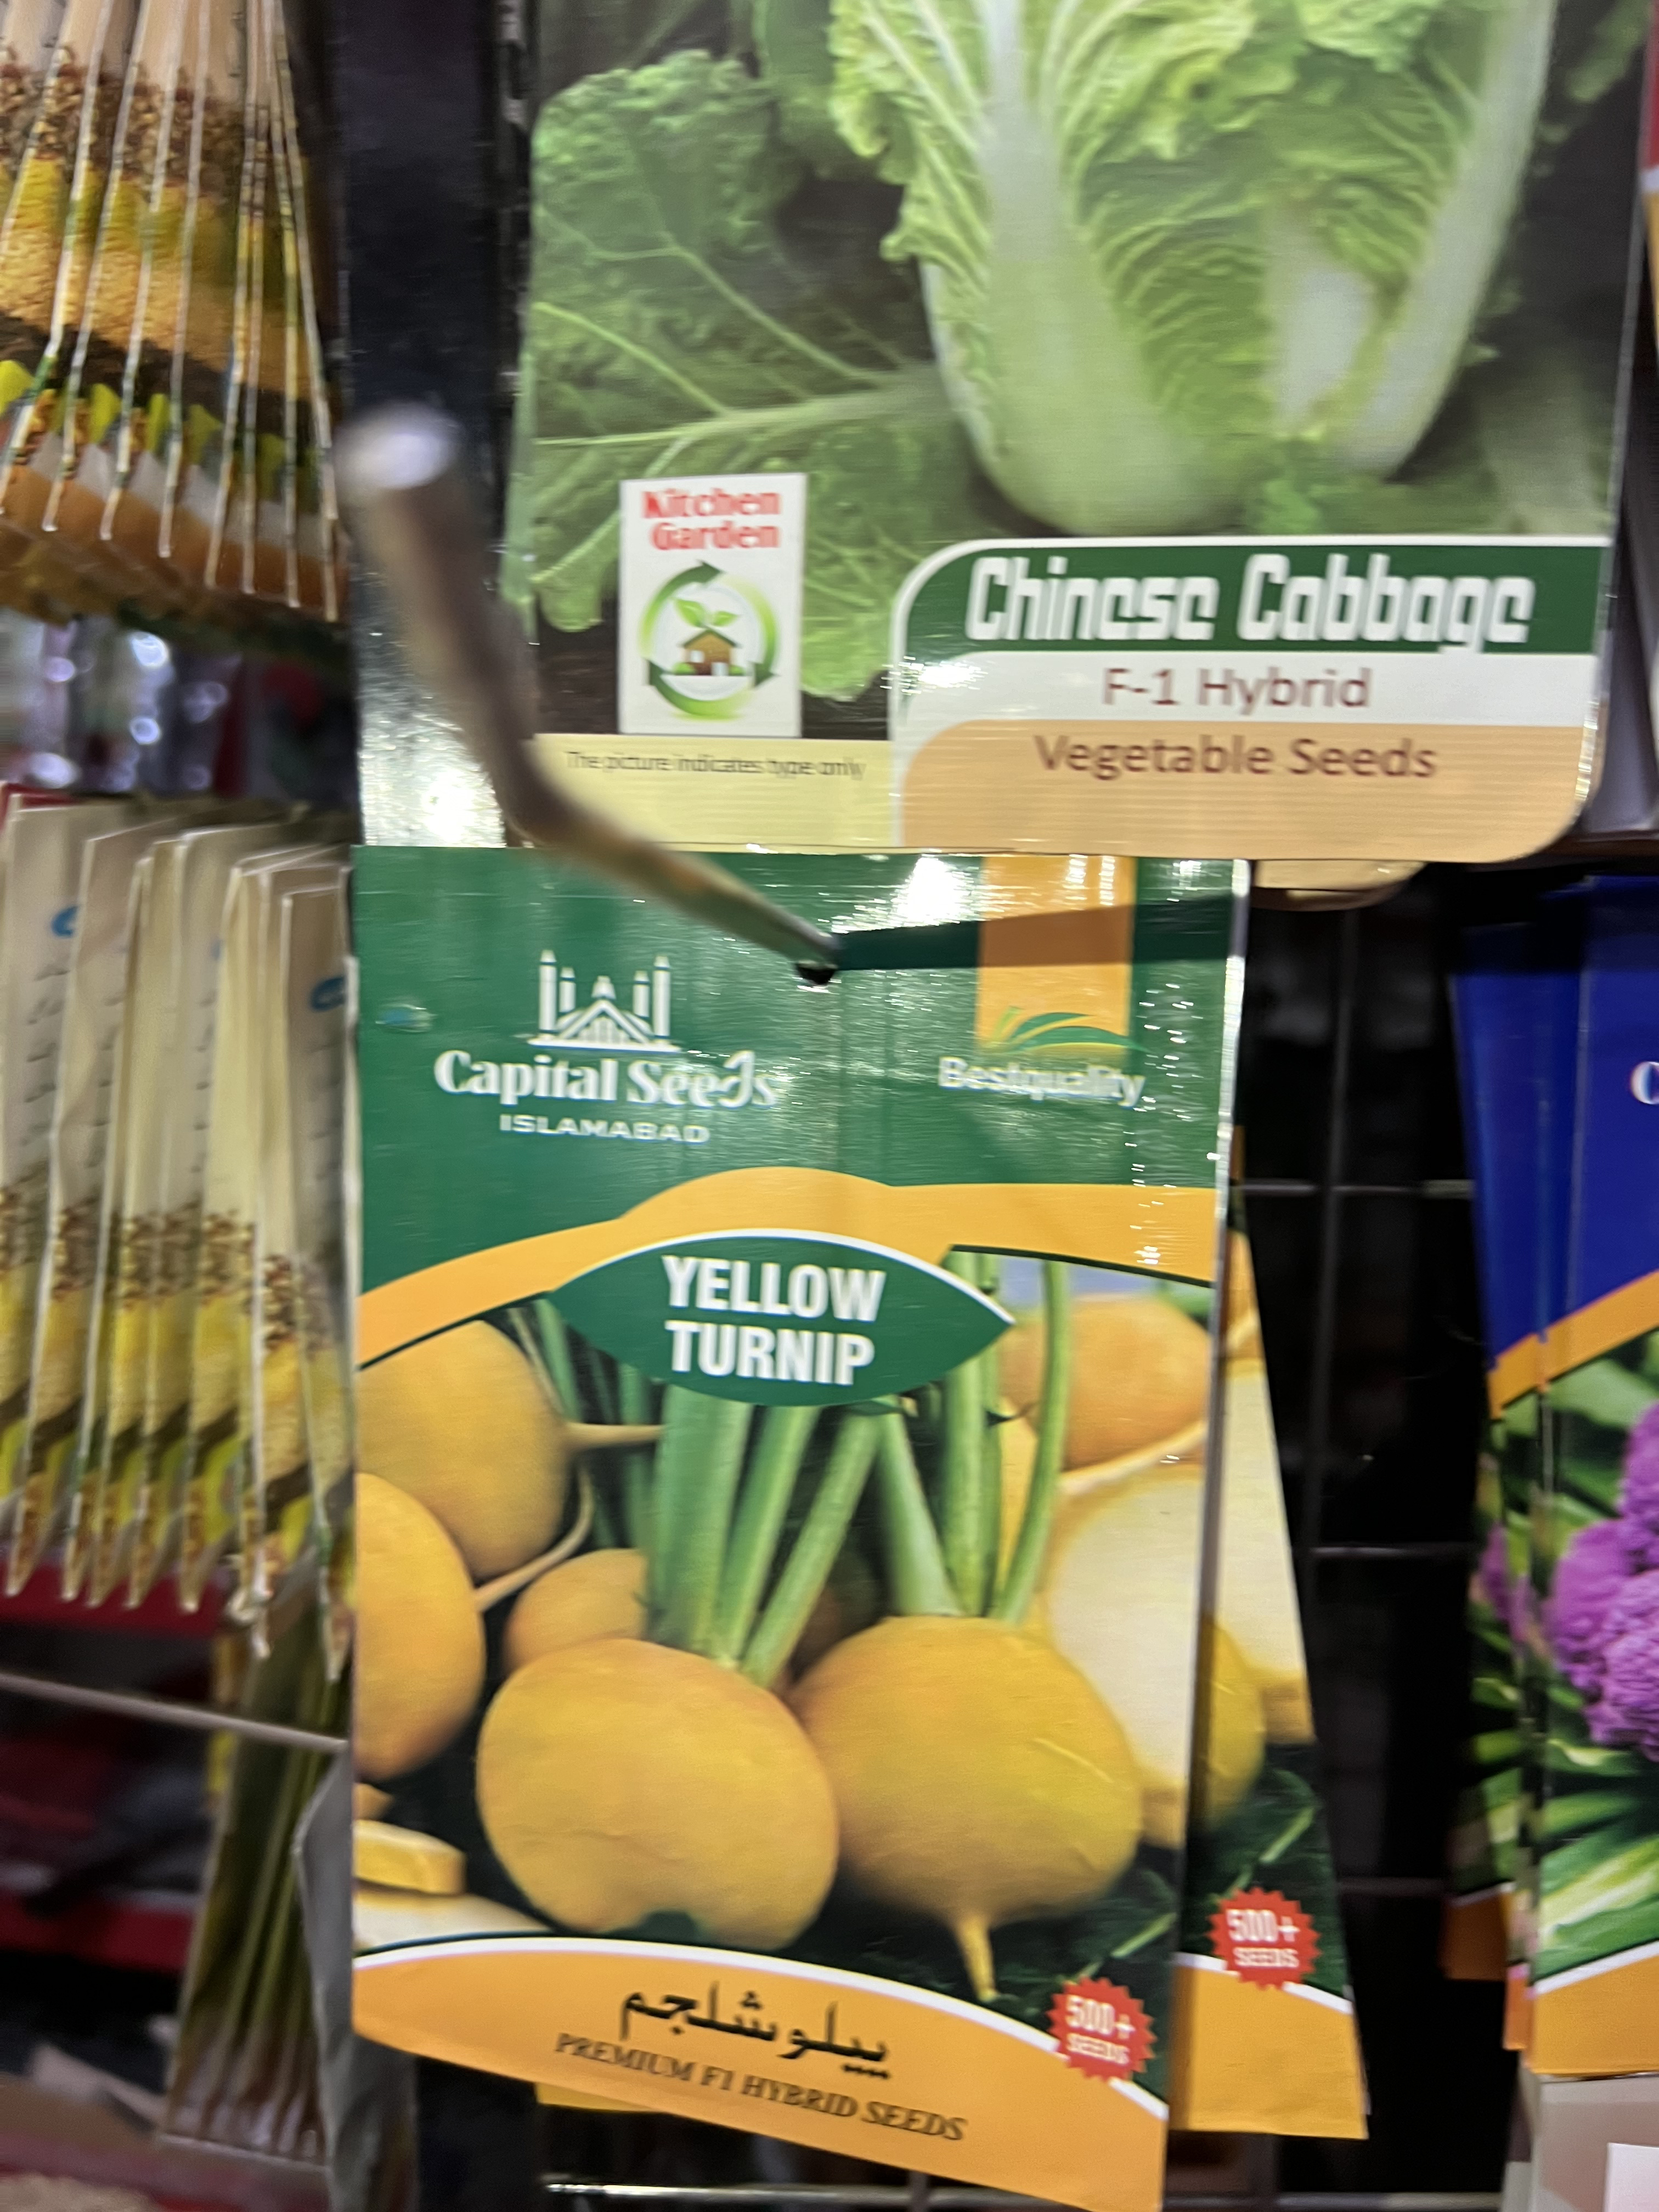 Kitchen
Garden
Chinese Cabbage
F-1 Hybrid
Vegetable Seeds
The picture indicates type only
Capital Seeds
ISLAMABAD
Bestquality
YELLOW
TURNIP
500+
SEEDS
ییلو شلجم
500+
SEEDS
PREMIUM F1 HYBRID SEEDS
C